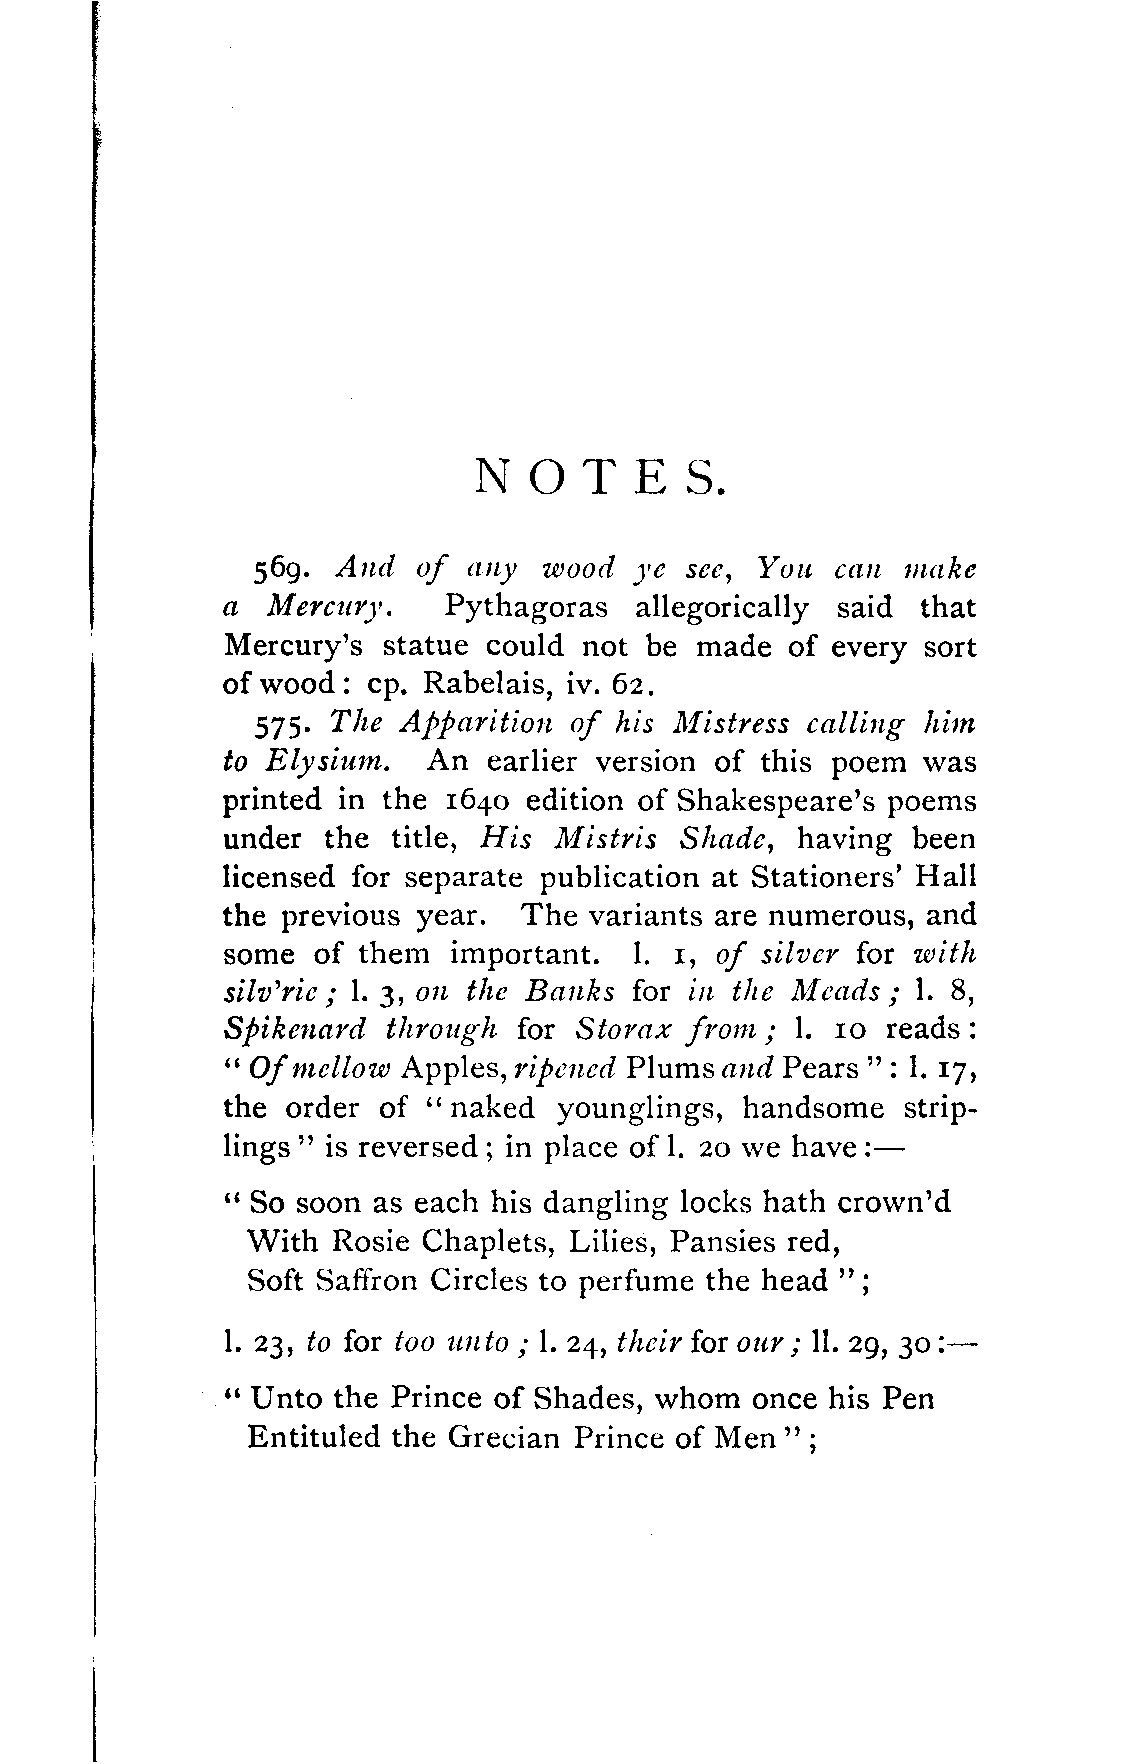 NOTES.
569. And of any wood ye see, You can make
a Mercury. Pythagoras allegorically said that
Mercury's statue could not be made of every sort
of wood: cp. Rabelais, iv. 62.
575. The Apparition of his Mistress calling him
to Elysium. An earlier version of this poem was
printed in the 1640 edition of Shakespeare's poems
under the title, His Mistris Shade, having been
licensed for separate publication at Stationers' Hall
the previous year. The variants are numerous, and
some of them important. l. 1, of silver for with
silv'rie; l. 3, on the Banks for in the Meads; l. 8,
Spikenard through for Storax from; l. 10 reads:
"Of mellow Apples, ripened Plums and Pears": l. 17,
the order of "naked younglings, handsome strip-
lings" is reversed; in place of l. 20 we have:—
"So soon as each his dangling locks hath crown'd
With Rosie Chaplets, Lilies, Pansies red,
Soft Saffron Circles to perfume the head";
l. 23, to for too unto; l. 24, their for our; ll. 29, 30:—
"Unto the Prince of Shades, whom once his Pen
Entituled the Grecian Prince of Men";